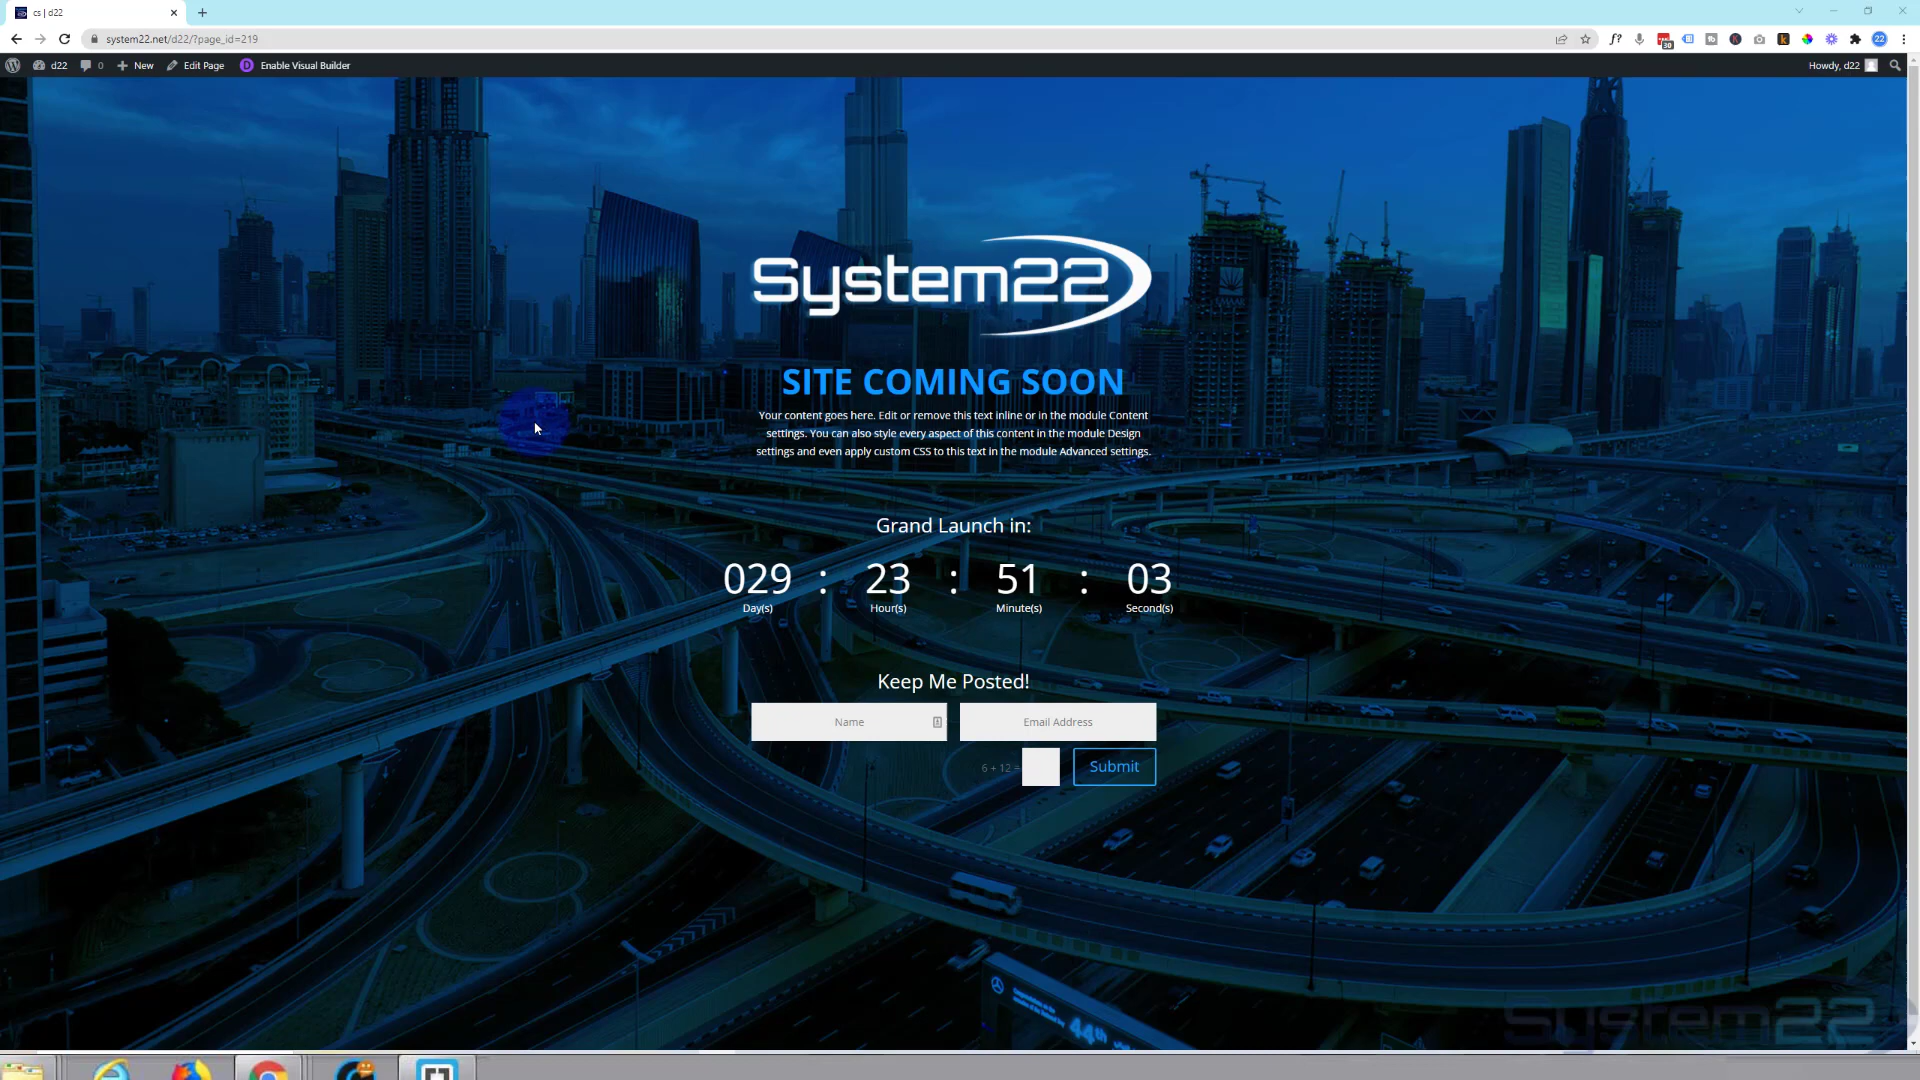 cs | d22
system22.net/d22/?page_id=219
f?
30
22
d22
0
New
Edit Page
D
Enable Visual Builder
Howdy, d22
System22
SITE COMING SOON
Your content goes here. Edit or remove this text inline or in the module Content
settings. You can also style every aspect of this content in the module Design
settings and even apply custom CSS to this text in the module Advanced settings.
Grand Launch in:
029 : 23 : 51 : 03
Day(s) Hour(s) Minute(s) Second(s)
Keep Me Posted!
Name
Email Address
6 + 12 =
Submit
44th
System22